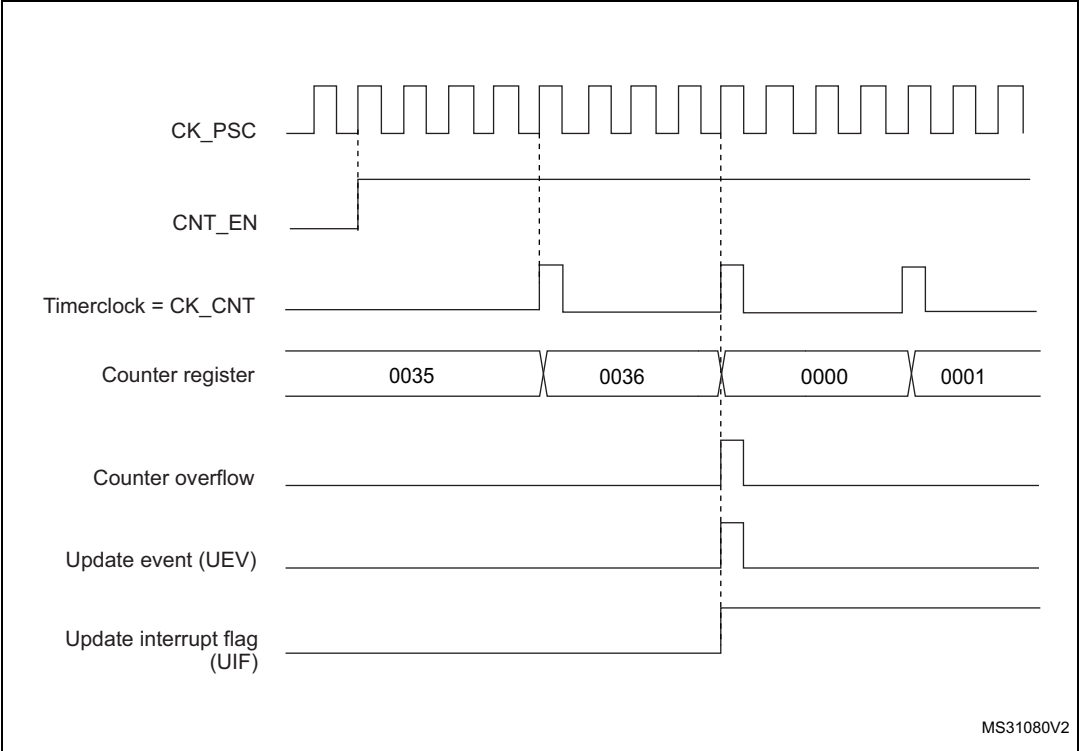 CK_PSC
CNT_EN
Timerclock = CK_CNT
Counter register
0035
0036
0000
0001
Counter overflow
Update event (UEV)
Update interrupt flag
(UIF)
MS31080V2